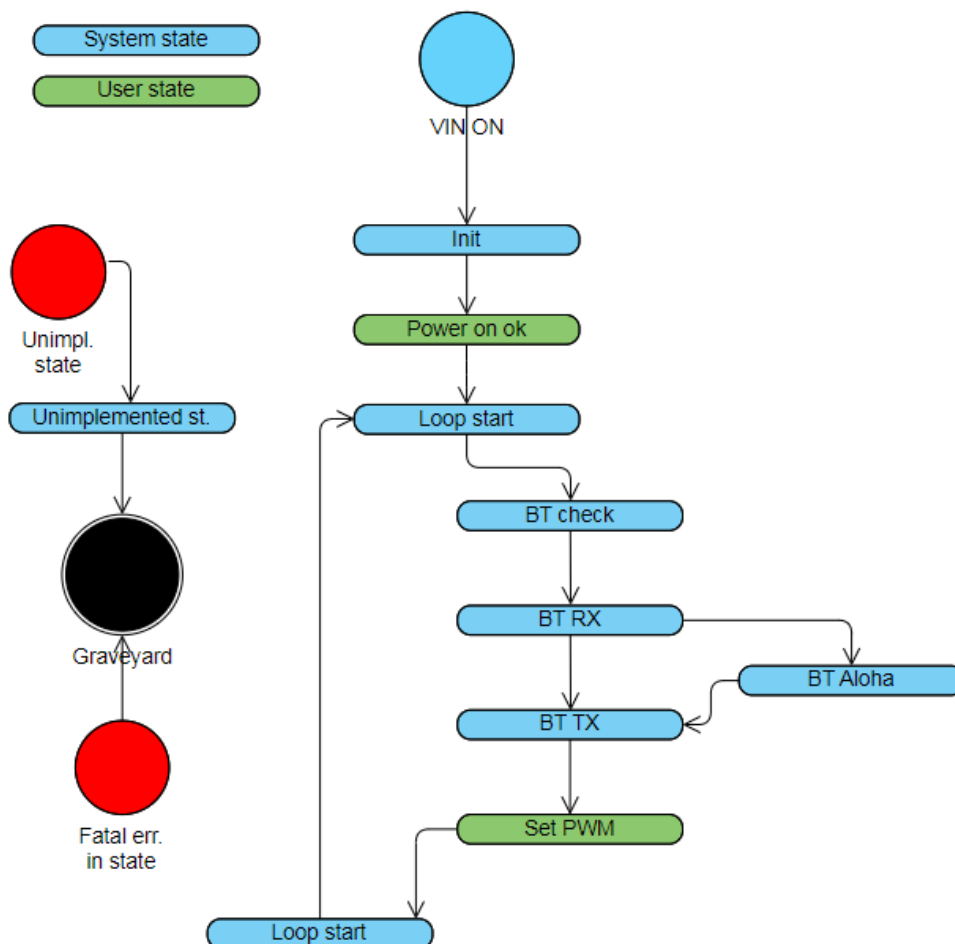 System state
User state
VIN ON
Init
Unimpl.
state
Power on ok
Unimplemented st.
Loop start
BT check
BT RX
Graveyard
BT Aloha
BT TX
Fatal err.
in state
Set PWM
Loop start